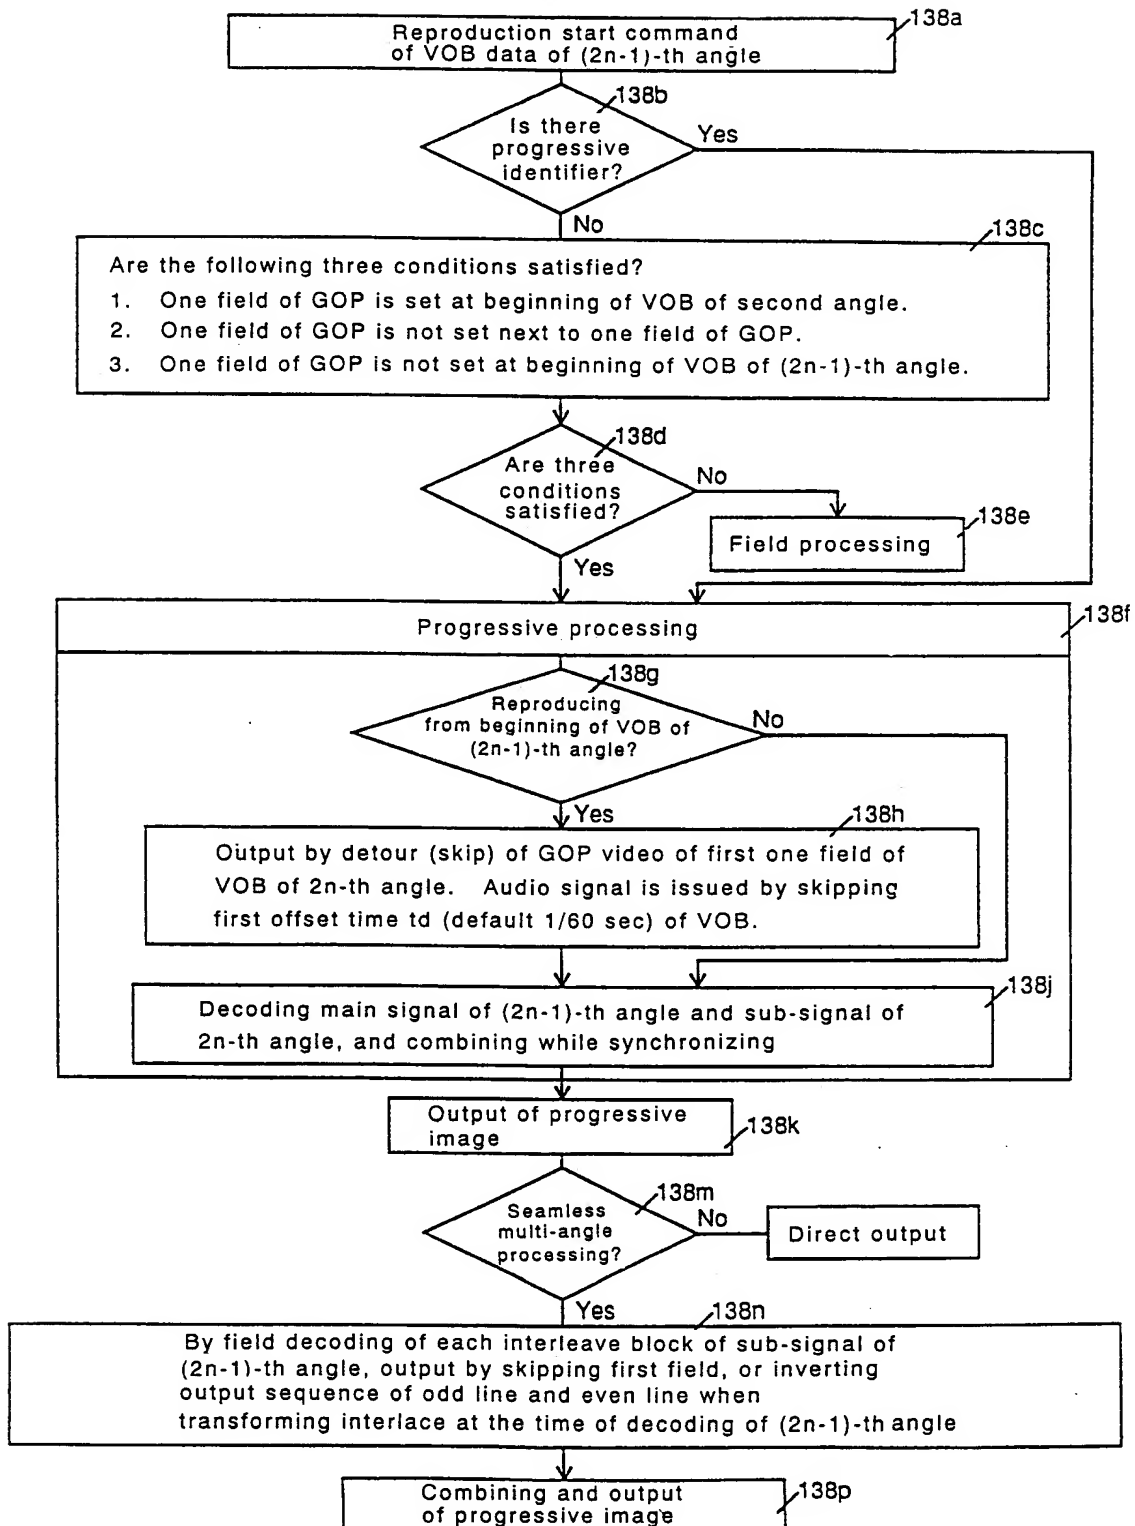 138a
Reproduction start command
of VOB data of (2n-1)-th angle
138b
Is there
progressive
identifier?
Yes
No
138c
Are the following three conditions satisfied?
1. One field of GOP is set at beginning of VOB of second angle.
2. One field of GOP is not set next to one field of GOP.
3. One field of GOP is not set at beginning of VOB of (2n-1)-th angle.
138d
Are three
conditions
satisfied?
No
138e
Field processing
Yes
138f
Progressive processing
138g
Reproducing
from beginning of VOB of
(2n-1)-th angle?
No
Yes
138h
Output by detour (skip) of GOP video of first one field of
VOB of 2n-th angle. Audio signal is issued by skipping
first offset time td (default 1/60 sec) of VOB.
138j
Decoding main signal of (2n-1)-th angle and sub-signal of
2n-th angle, and combining while synchronizing
Output of progressive
image
138k
138m
Seamless
multi-angle
processing?
No
Direct output
Yes
138n
By field decoding of each interleave block of sub-signal of
(2n-1)-th angle, output by skipping first field, or inverting
output sequence of odd line and even line when
transforming interlace at the time of decoding of (2n-1)-th angle
138p
Combining and output
of progressive image